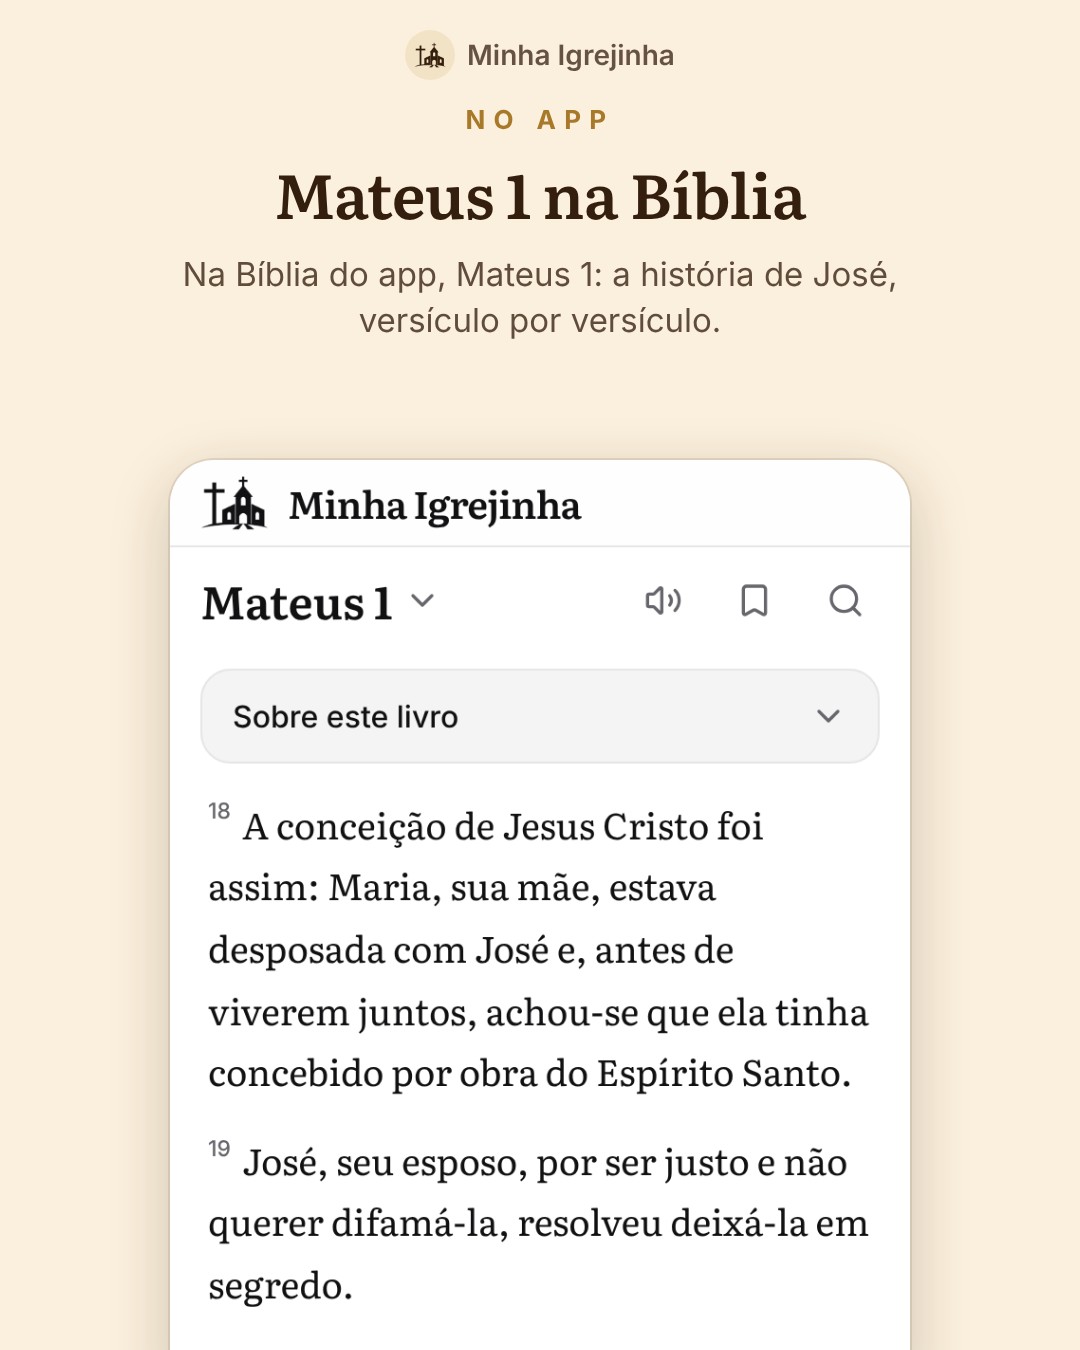 Minha Igrejinha
NO APP
Mateus 1 na Bíblia
Na Bíblia do app, Mateus 1: a história de José,
versículo por versículo.
Minha Igrejinha
Mateus 1
Sobre este livro
18 A conceição de Jesus Cristo foi
assim: Maria, sua mãe, estava
desposada com José e, antes de
viverem juntos, achou-se que ela tinha
concebido por obra do Espírito Santo.
19 José, seu esposo, por ser justo e não
querer difamá-la, resolveu deixá-la em
segredo.